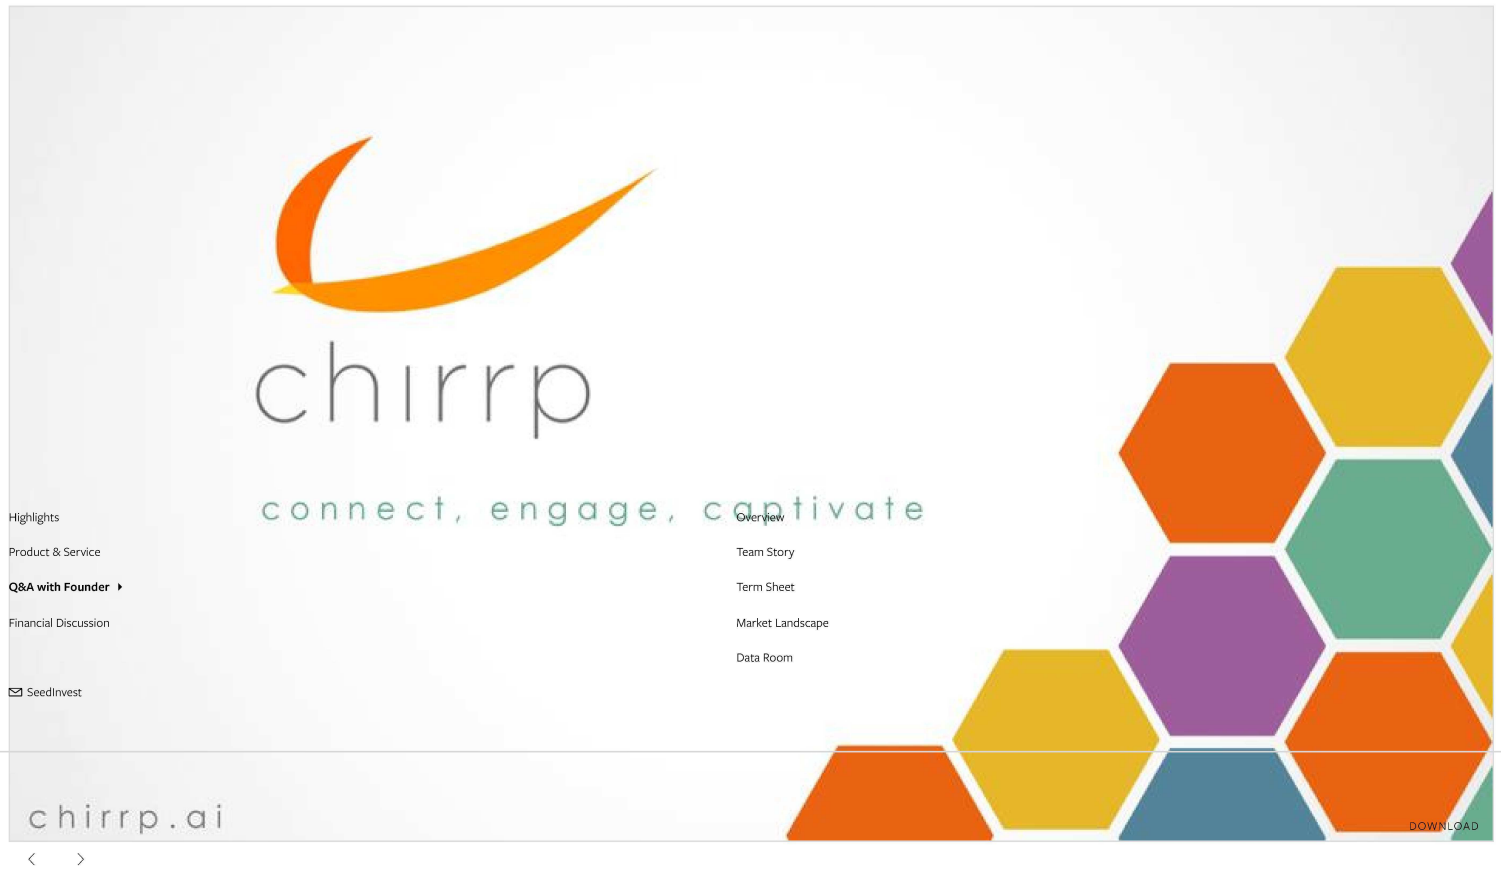 chirrp
connect, engage, captivate
Highlights
Overview
Product & Service
Team Story
Q&A with Founder
Term Sheet
Financial Discussion
Market Landscape
Data Room
SeedInvest
chirrp.ai
DOWNLOAD